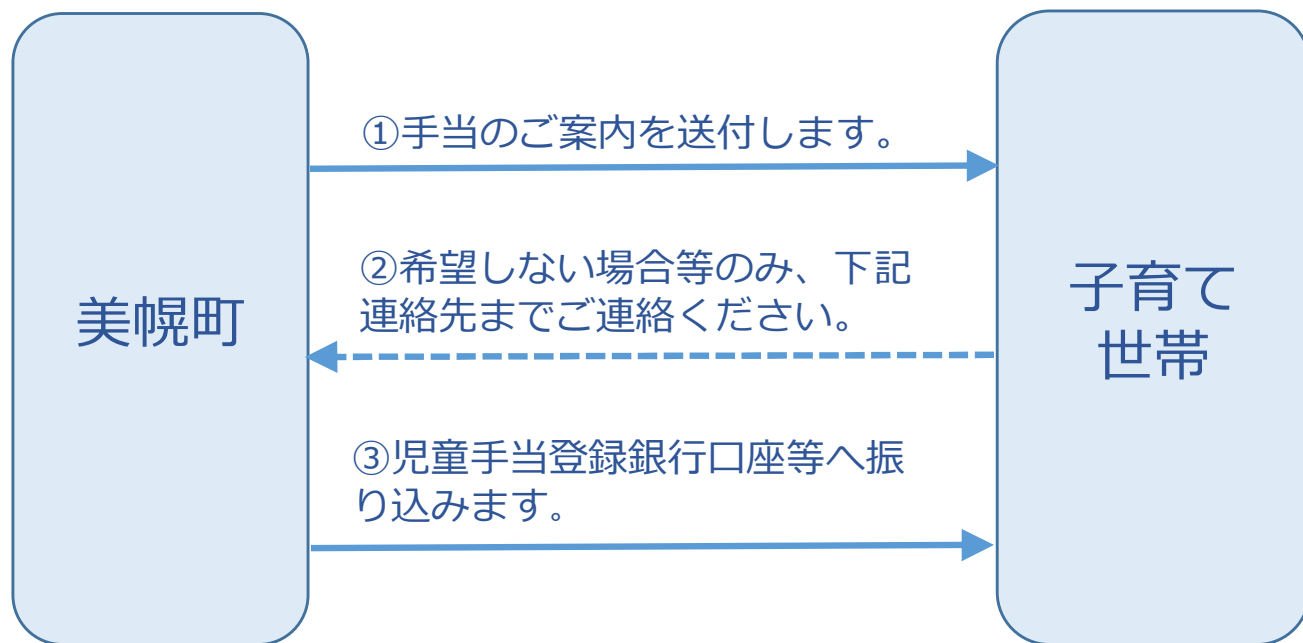 美幌町
①手当のご案内を送付します。
②希望しない場合等のみ、下記
連絡先までご連絡ください。
③児童手当登録銀行口座等へ振
り込みます。
子育て
世帯